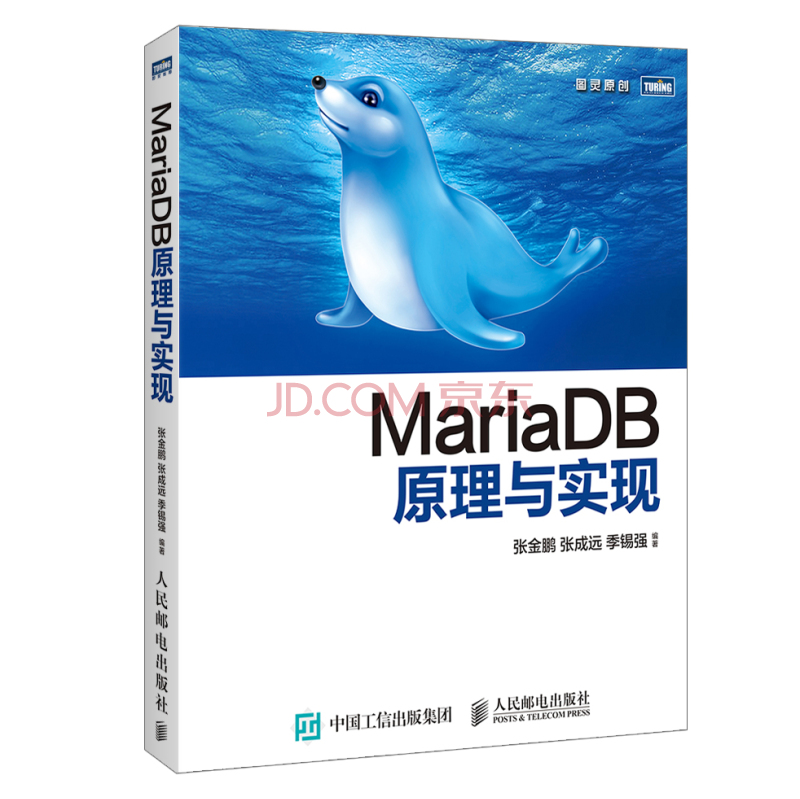 图灵原创
TURING
MariaDB
原理与实现
张金鹏 张成远 季锡强 编著
中国工信出版集团
人民邮电出版社
POSTS & TELECOM PRESS
TURING
MariaDB原理与实现
张金鹏 张成远 季锡强 编著
人民邮电出版社
JD.COM 京东